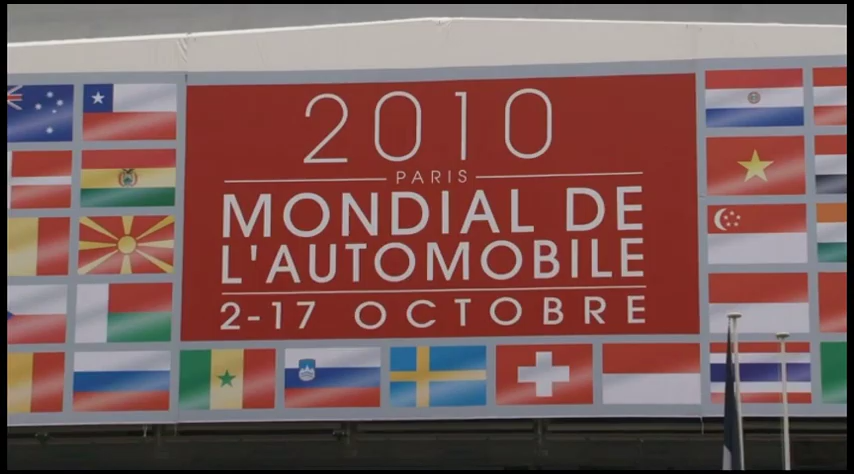 2010
PARIS
MONDIAL DE
L'AUTOMOBILE
2-17 OCTOBRE